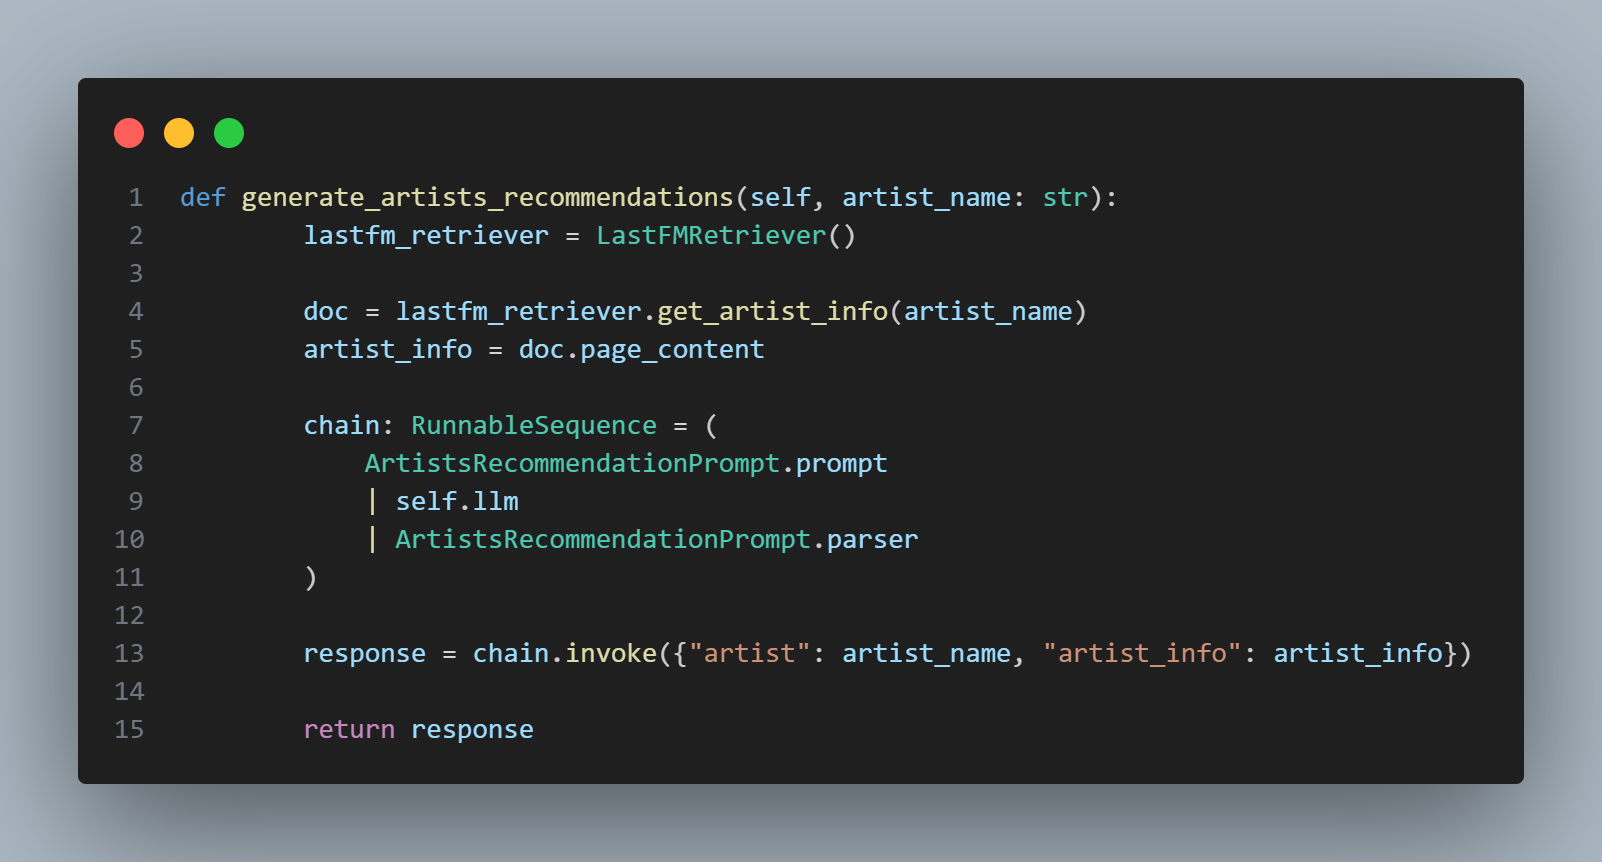 1 def generate_artists_recommendations(self, artist_name: str):
2         lastfm_retriever = LastFMRetriever()
3
4         doc = lastfm_retriever.get_artist_info(artist_name)
5         artist_info = doc.page_content
6
7         chain: RunnableSequence = (
8             ArtistsRecommendationPrompt.prompt
9             | self.llm
10             | ArtistsRecommendationPrompt.parser
11         )
12
13         response = chain.invoke({"artist": artist_name, "artist_info": artist_info})
14
15         return response